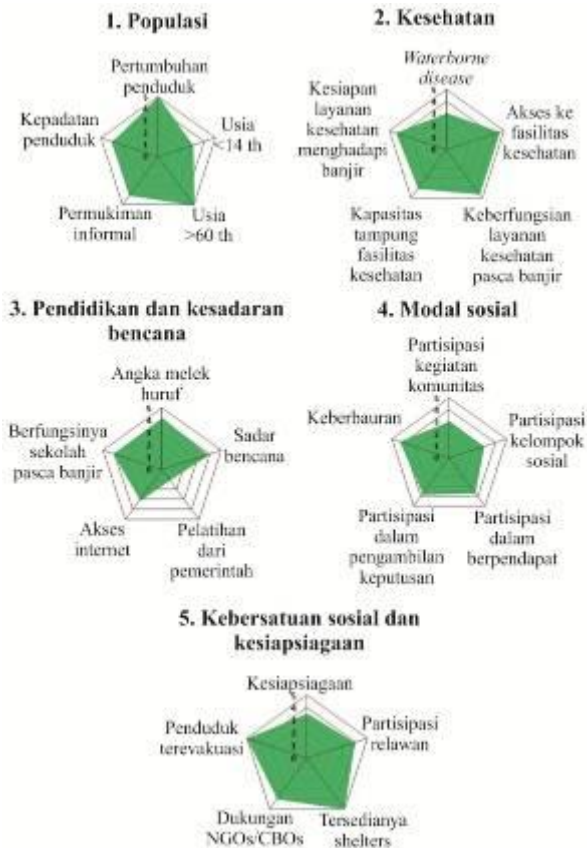 1. Populasi
Pertumbuhan
penduduk
Kepadatan
penduduk
Usia
<14 th
Permukiman
informal
Usia
>60 th
2. Kesehatan
Waterborne
disease
Kesiapan
layanan
kesehatan
menghadapi
banjir
Akses ke
fasilitas
kesehatan
Kapasitas
tampung
fasilitas
kesehatan
Keberfungsian
layanan
kesehatan
pasca banjir
3. Pendidikan dan kesadaran
bencana
Angka melek
huruf
Berfungsinya
sekolah
pasca banjir
Sadar
bencana
Akses
internet
Pelatihan
dari
pemerintah
4. Modal sosial
Partisipasi
kegiatan
komunitas
Keberbauran
Partisipasi
kelompok
sosial
Partisipasi
dalam
pengambilan
keputusan
Partisipasi
dalam
berpendapat
5. Kebersatuan sosial dan
kesiapsiagaan
Kesiapsiagaan
Penduduk
terevakuasi
Partisipasi
relawan
Dukungan
NGOs/CBOs
Tersedianya
shelters